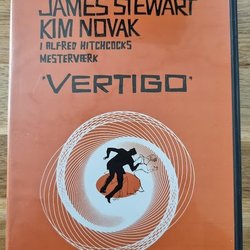 JAMES STEWART
KIM NOVAK
I ALFRED HITCHCOCKS
MESTERVÆRK
"VERTIGO"